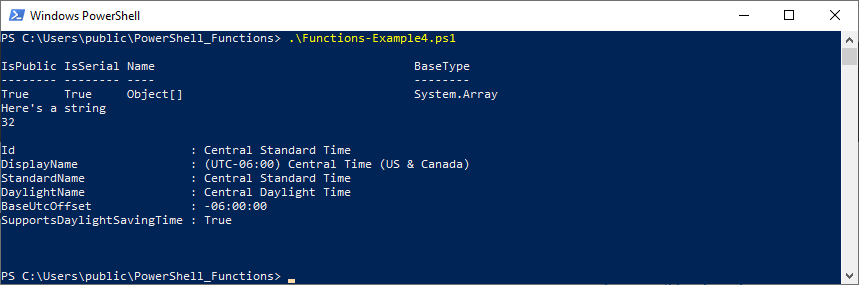 Windows PowerShell
PS C:\Users\public\PowerShell_Functions> .\Functions-Example4.ps1
IsPublic IsSerial Name                                     BaseType
-------- -------- ----                                     --------
True     True     Object[]                                 System.Array
Here's a string
32
Id                         : Central Standard Time
DisplayName                : (UTC-06:00) Central Time (US & Canada)
StandardName               : Central Standard Time
DaylightName               : Central Daylight Time
BaseUtcOffset              : -06:00:00
SupportsDaylightSavingTime : True
PS C:\Users\public\PowerShell_Functions>